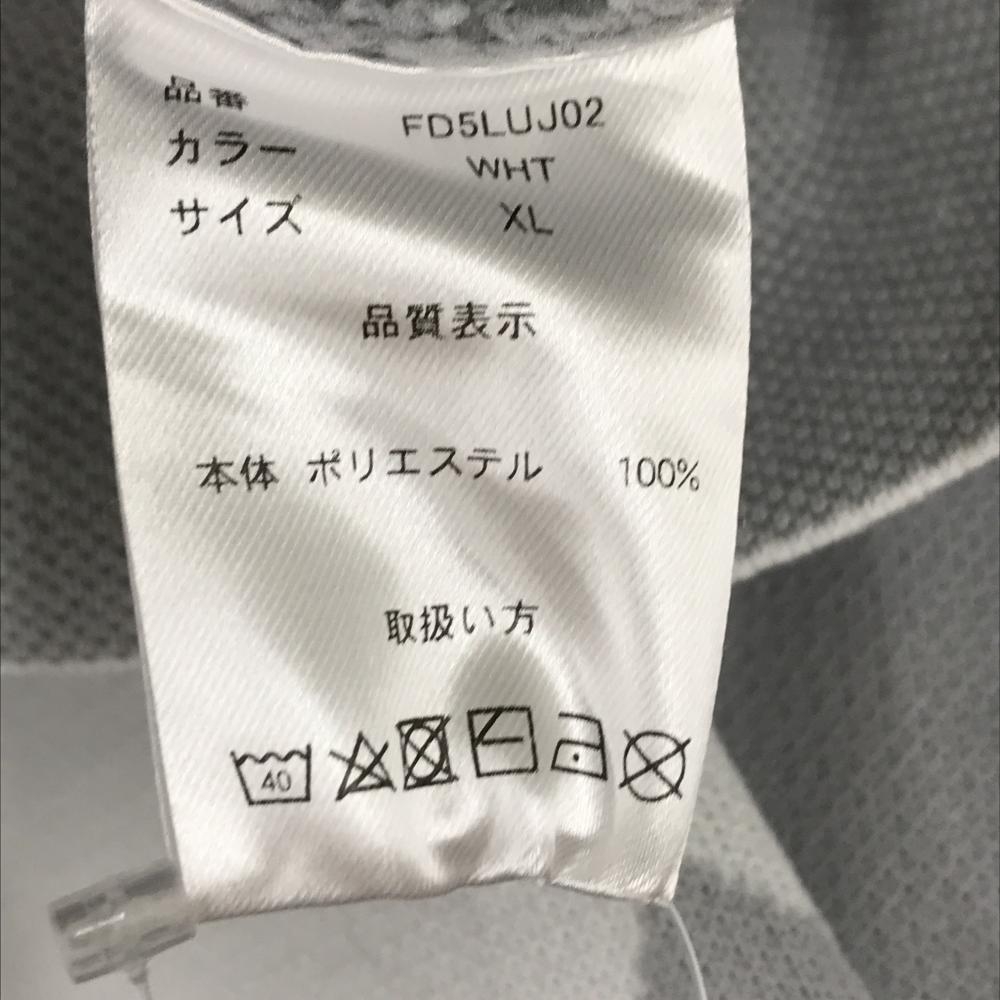 品番 FD5LUJ02
カラー WHT
サイズ XL
品質表示
本体 ポリエステル 100%
取扱い方
40